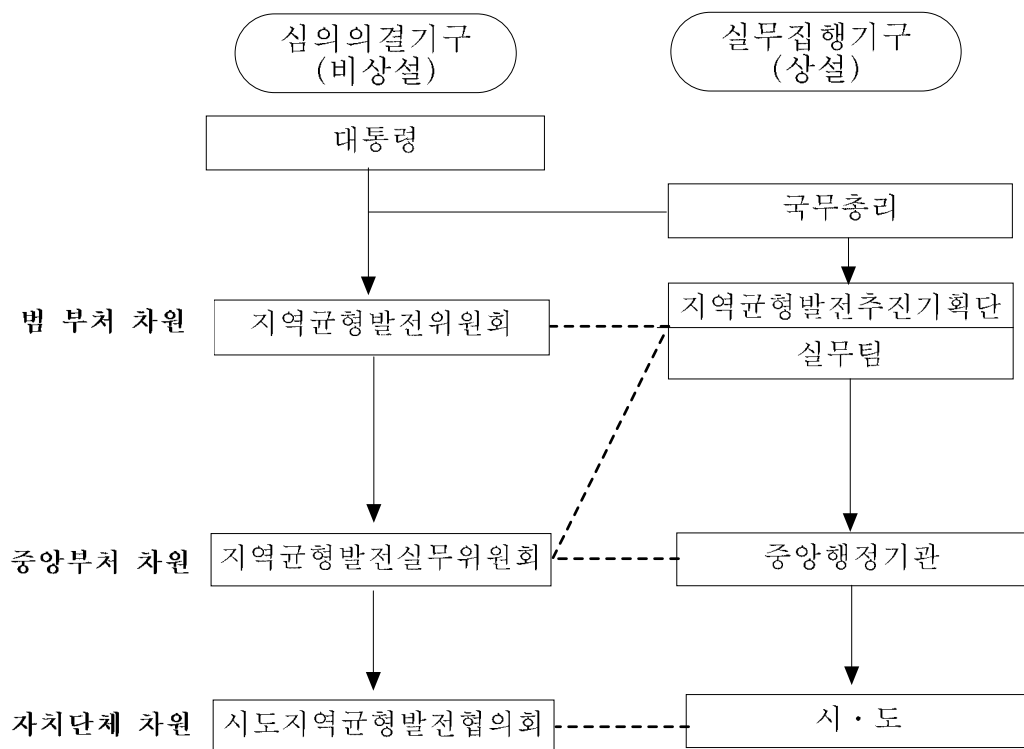 심의의결기구
(비상설)
실무집행기구
(상설)
대통령
국무총리
범 부처 차원
지역균형발전위원회
지역균형발전추진기획단
실무팀
중앙부처 차원
지역균형발전실무위원회
중앙행정기관
자치단체 차원
시도지역균형발전협의회
시·도